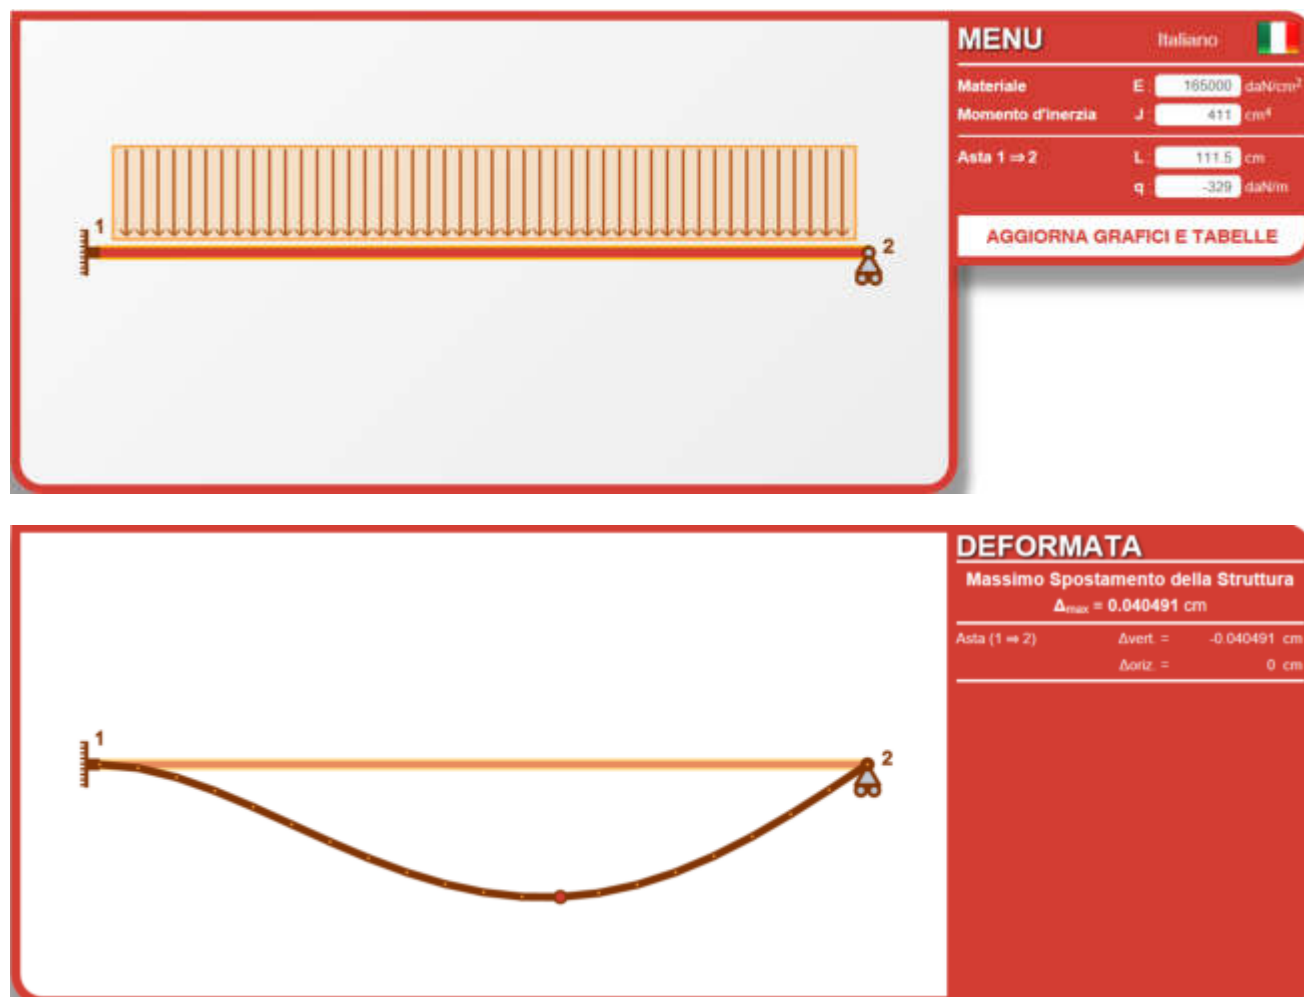 MENU Italiano
Materiale E : 165000 daN/cm²
Momento d'inerzia J : 411 cm⁴
Asta 1 ⇒ 2 L : 111.5 cm
q : -329 daN/m
AGGIORNA GRAFICI E TABELLE
1
2
DEFORMATA
Massimo Spostamento della Struttura
Δmax = 0.040491 cm
Asta (1 ⇒ 2) Δvert. = -0.040491 cm
Δoriz. = 0 cm
1
2